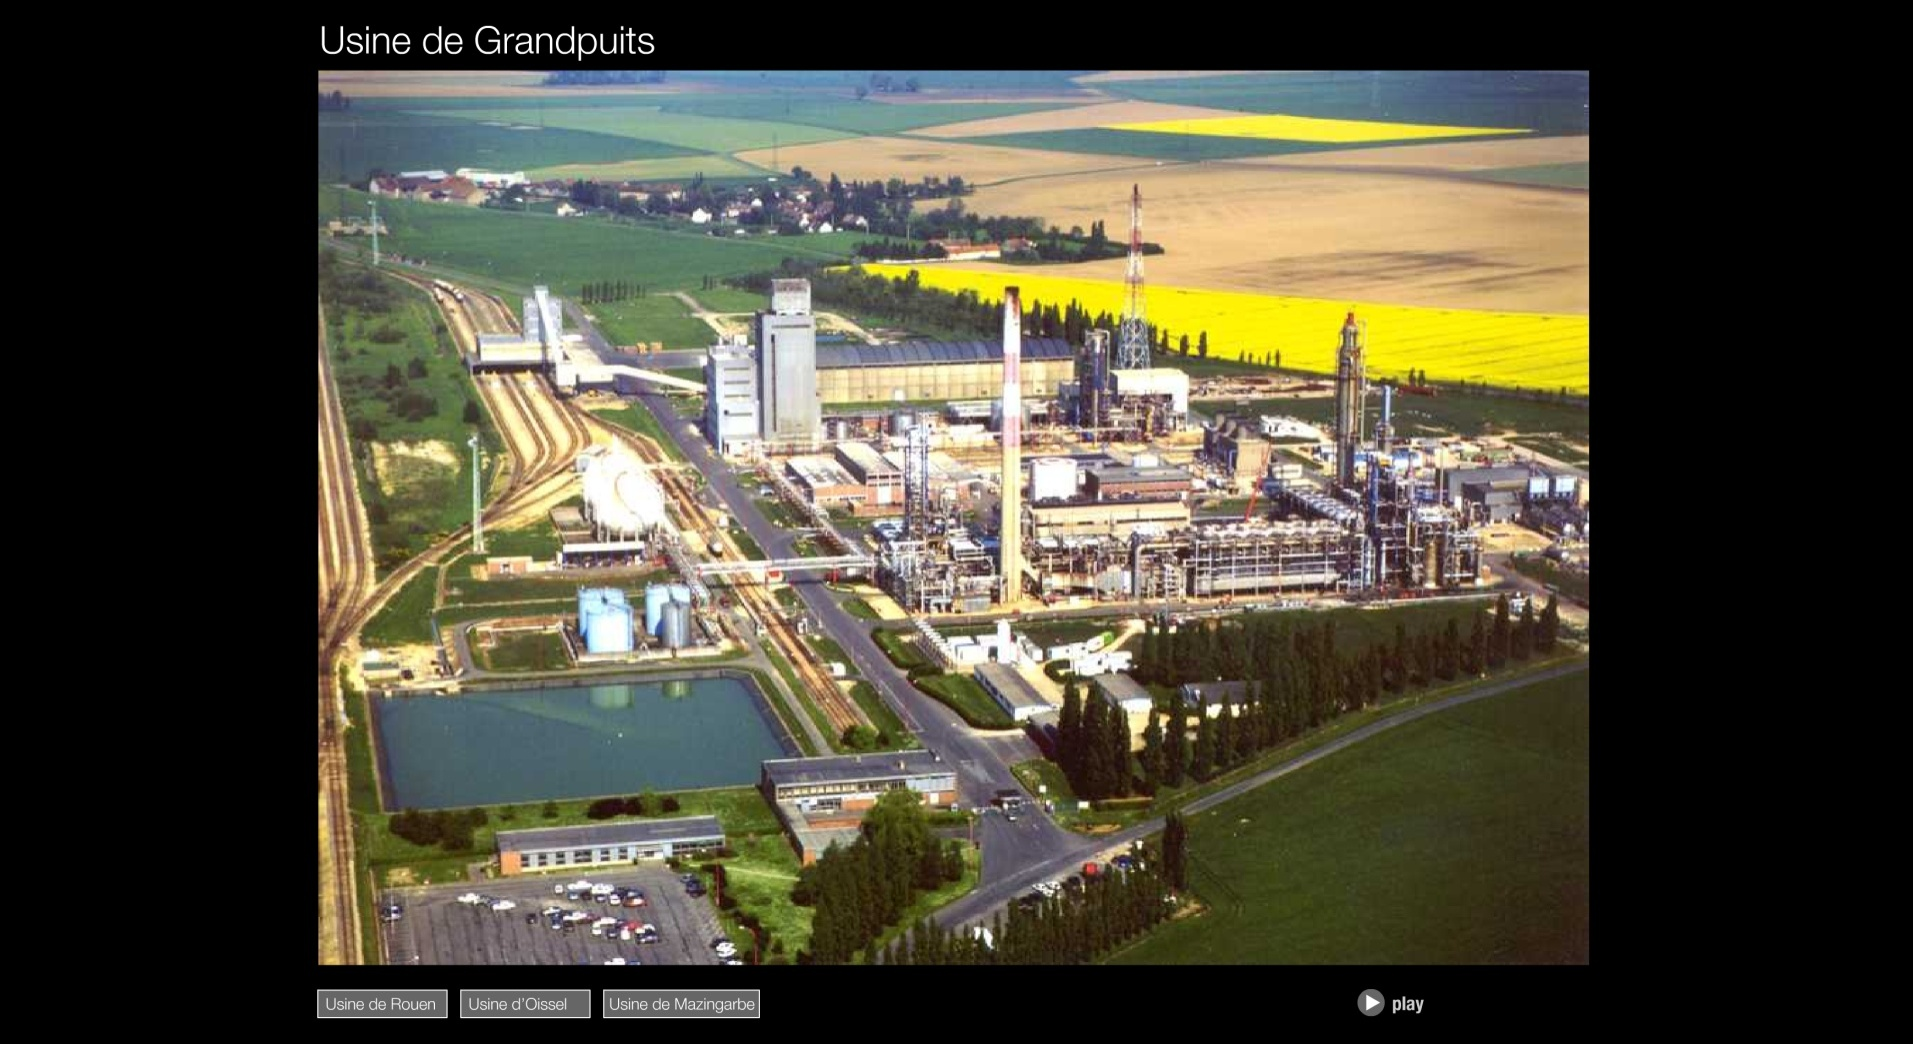 Usine de Grandpuits
Usine de Rouen
Usine d’Oissel
Usine de Mazingarbe
play